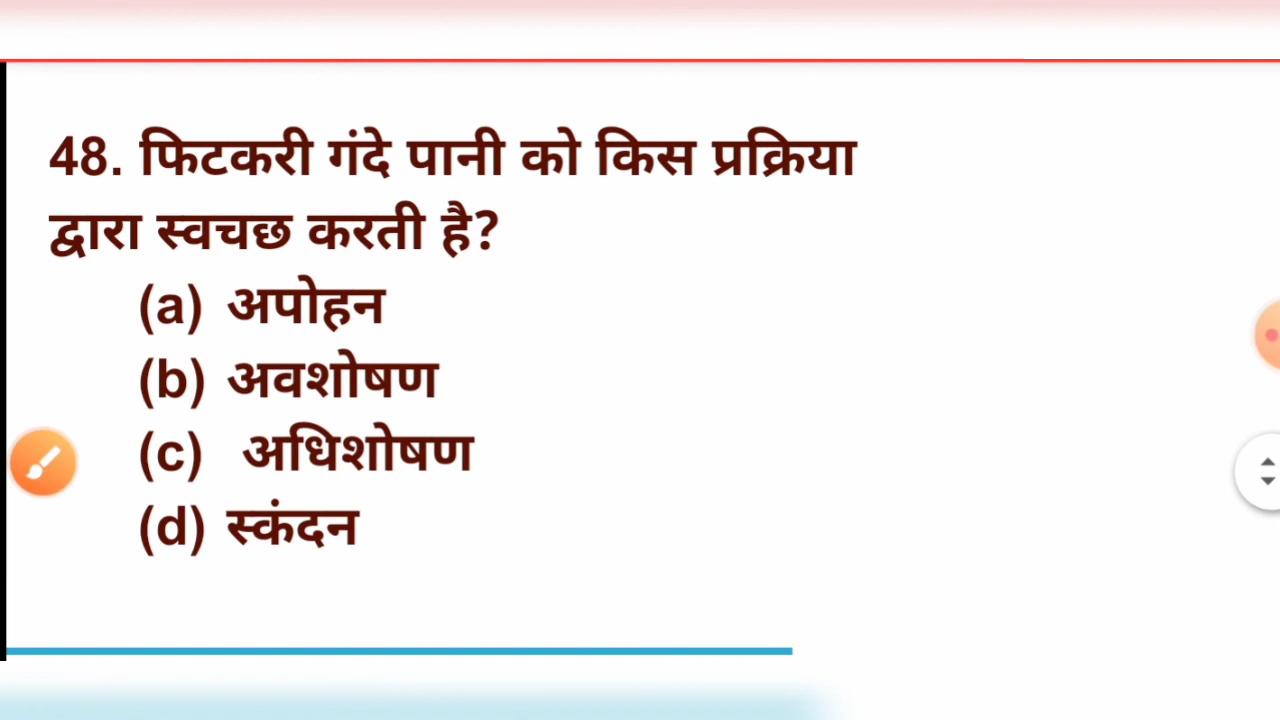 48. फिटकरी गंदे पानी को किस प्रक्रिया
द्वारा स्वचछ करती है?
(a) अपोहन
(b) अवशोषण
(c) अधिशोषण
(d) स्कंदन